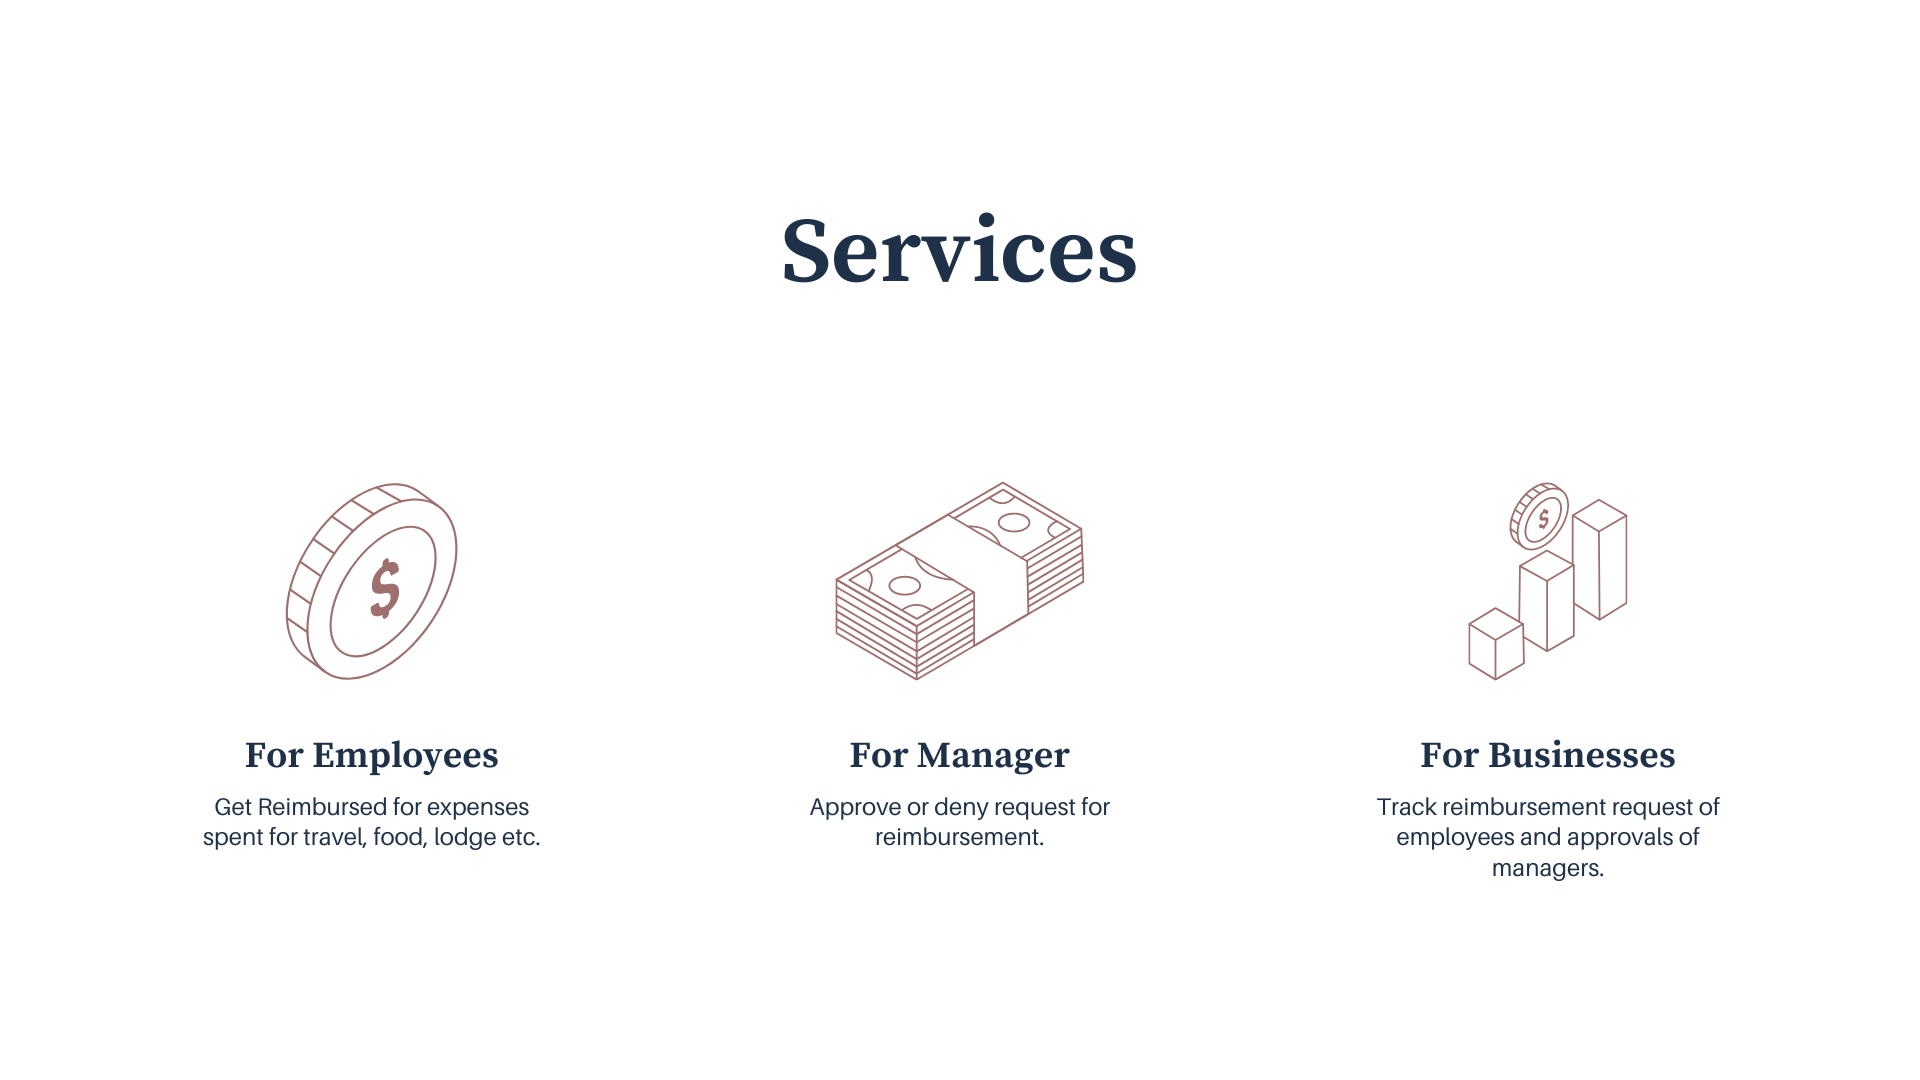 Services
$
$
For Employees
Get Reimbursed for expenses
spent for travel, food, lodge etc.
For Manager
Approve or deny request for
reimbursement.
For Businesses
Track reimbursement request of
employees and approvals of
managers.